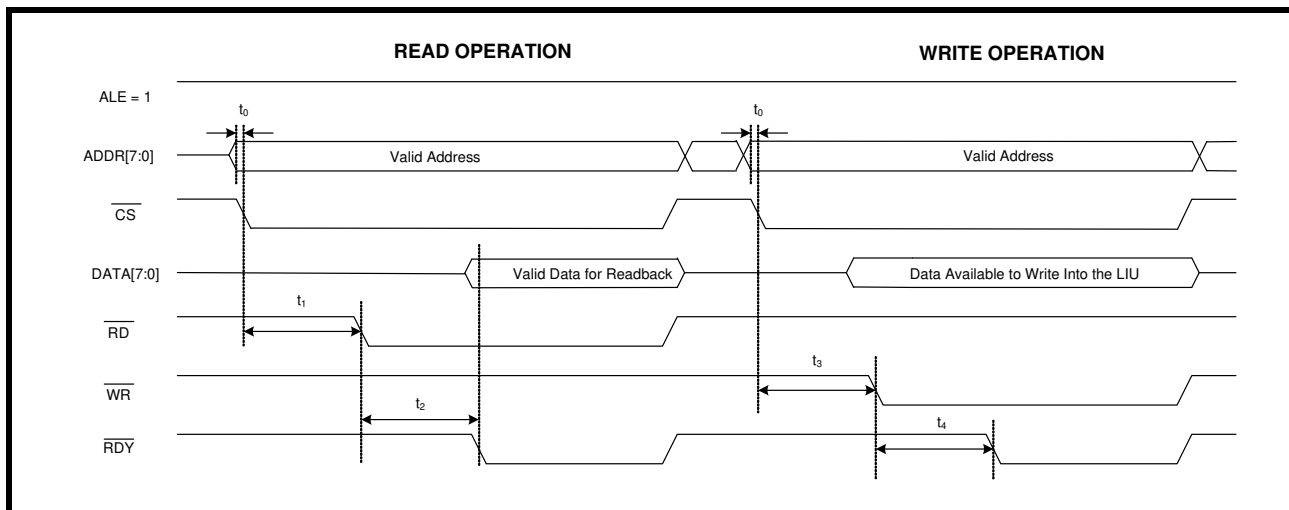 READ OPERATION WRITE OPERATION
ALE = 1
t0 t0
ADDR[7:0] Valid Address Valid Address
CS
DATA[7:0] Valid Data for Readback Data Available to Write Into the LIU
t1
RD
t3
WR
t2
t4
RDY